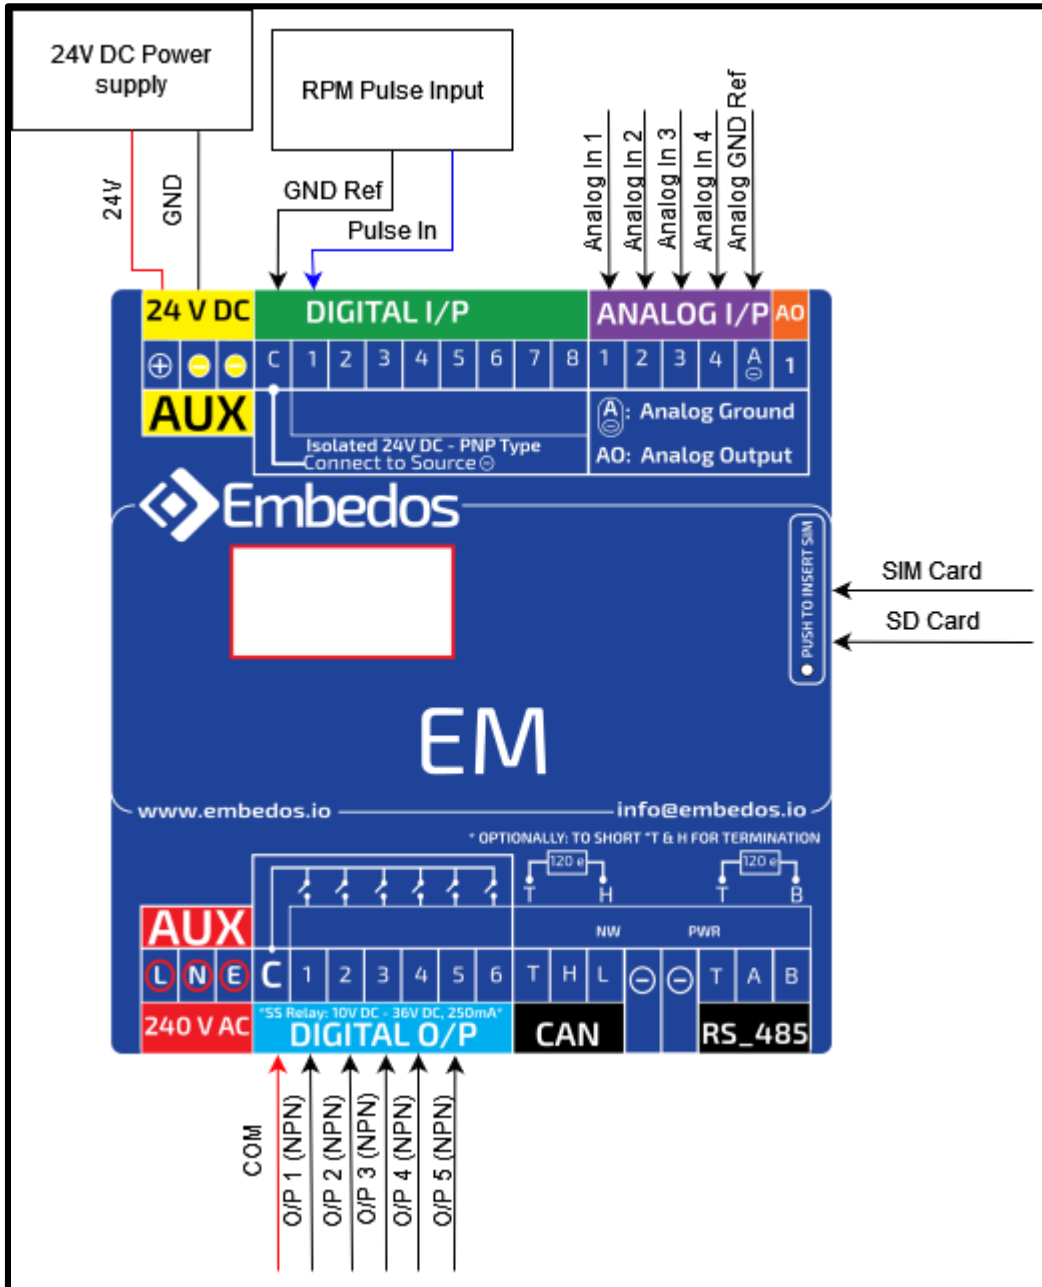 24V DC Power
supply
RPM Pulse Input
24V
GND
GND Ref
Pulse In
Analog In 1
Analog In 2
Analog In 3
Analog In 4
Analog GND Ref
24 V DC
DIGITAL I/P
ANALOG I/P
AO
C 1 2 3 4 5 6 7 8
1 2 3 4 A
1
AUX
A : Analog Ground
AO: Analog Output
Isolated 24V DC - PNP Type
Connect to Source
Embedos
PUSH TO INSERT SIM
SIM Card
SD Card
EM
www.embedos.io
info@embedos.io
* OPTIONALLY: TO SHORT "T & H FOR TERMINATION
120 e
T H
120 e
T B
NW
PWR
AUX
L N E
C 1 2 3 4 5 6
T H L
T A B
240 V AC
*SS Relay: 10V DC - 36V DC, 250mA*
DIGITAL O/P
CAN
RS_485
COM
O/P 1 (NPN)
O/P 2 (NPN)
O/P 3 (NPN)
O/P 4 (NPN)
O/P 5 (NPN)